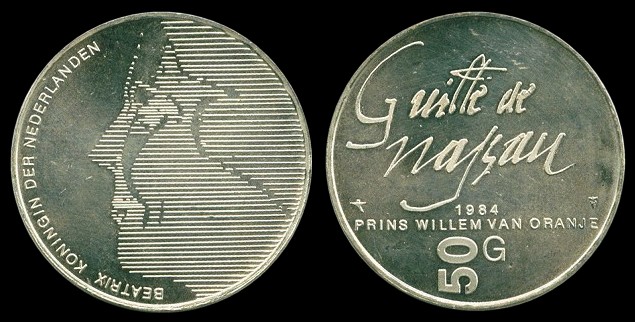 BEATRIX KONINGIN DER NEDERLANDEN
Guille de
Nassau
1984
PRINS WILLEM VAN ORANJE
50 G